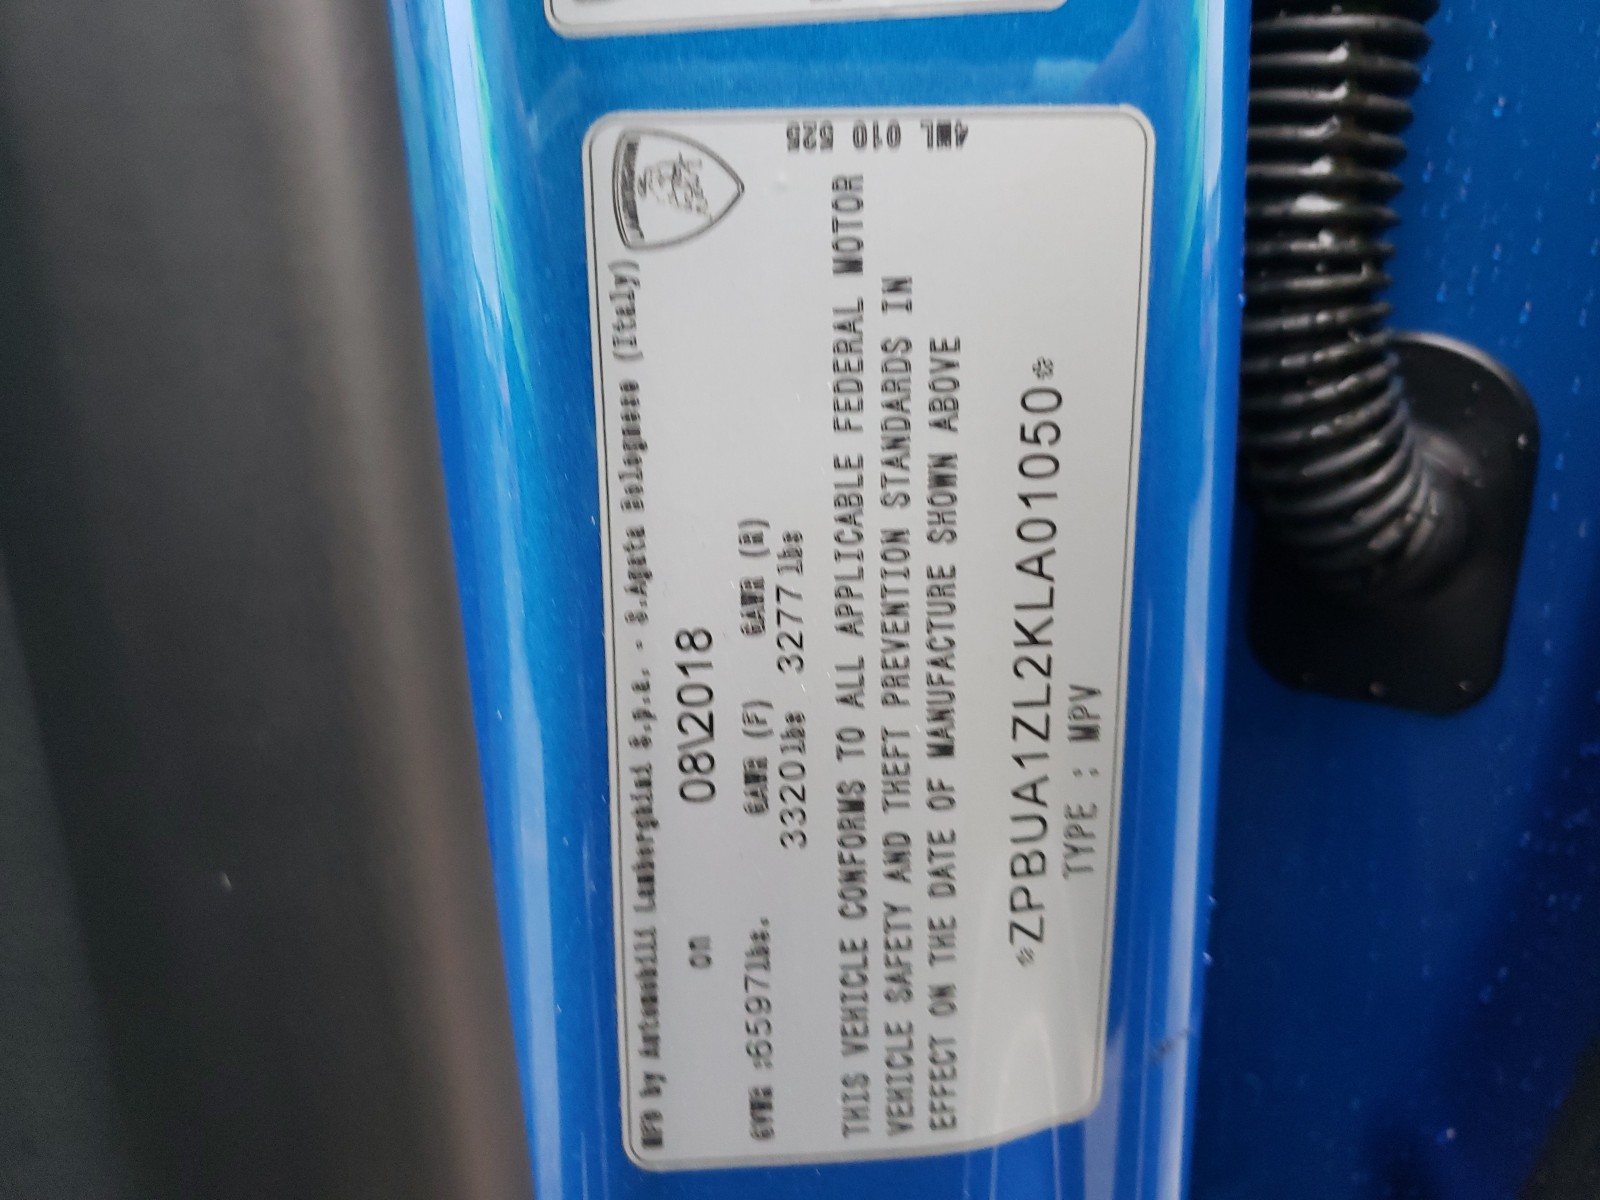 MFD by Automobili Lamborghini S.p.a. - S.Agata Bolognese (Italy)
on 08\2018
GVWR :6597lbs. GAWR (F) GAWR (R)
3320lbs 3277lbs
THIS VEHICLE CONFORMS TO ALL APPLICABLE FEDERAL MOTOR
VEHICLE SAFETY AND THEFT PREVENTION STANDARDS IN
EFFECT ON THE DATE OF MANUFACTURE SHOWN ABOVE
*ZPBUA1ZL2KLA01050*
TYPE : MPV
4ML 010 52
LAMBORGHINI